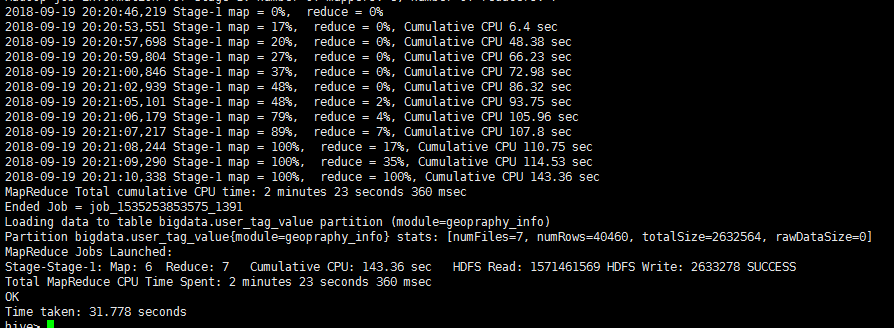 2018-09-19 20:20:46,219 Stage-1 map = 0%,  reduce = 0%
2018-09-19 20:20:53,551 Stage-1 map = 17%,  reduce = 0%, Cumulative CPU 6.4 sec
2018-09-19 20:20:57,698 Stage-1 map = 20%,  reduce = 0%, Cumulative CPU 48.38 sec
2018-09-19 20:20:59,804 Stage-1 map = 27%,  reduce = 0%, Cumulative CPU 66.23 sec
2018-09-19 20:21:00,846 Stage-1 map = 37%,  reduce = 0%, Cumulative CPU 72.98 sec
2018-09-19 20:21:02,939 Stage-1 map = 48%,  reduce = 0%, Cumulative CPU 86.32 sec
2018-09-19 20:21:05,101 Stage-1 map = 48%,  reduce = 2%, Cumulative CPU 93.75 sec
2018-09-19 20:21:06,179 Stage-1 map = 79%,  reduce = 4%, Cumulative CPU 105.96 sec
2018-09-19 20:21:07,217 Stage-1 map = 89%,  reduce = 7%, Cumulative CPU 107.8 sec
2018-09-19 20:21:08,244 Stage-1 map = 100%,  reduce = 17%, Cumulative CPU 110.75 sec
2018-09-19 20:21:09,290 Stage-1 map = 100%,  reduce = 35%, Cumulative CPU 114.53 sec
2018-09-19 20:21:10,338 Stage-1 map = 100%,  reduce = 100%, Cumulative CPU 143.36 sec
MapReduce Total cumulative CPU time: 2 minutes 23 seconds 360 msec
Ended Job = job_1535253853575_1391
Loading data to table bigdata.user_tag_value partition (module=geopraphy_info)
Partition bigdata.user_tag_value{module=geopraphy_info} stats: [numFiles=7, numRows=40460, totalSize=2632564, rawDataSize=0]
MapReduce Jobs Launched:
Stage-Stage-1: Map: 6  Reduce: 7   Cumulative CPU: 143.36 sec   HDFS Read: 1571461569 HDFS Write: 2633278 SUCCESS
Total MapReduce CPU Time Spent: 2 minutes 23 seconds 360 msec
OK
Time taken: 31.778 seconds
hive>